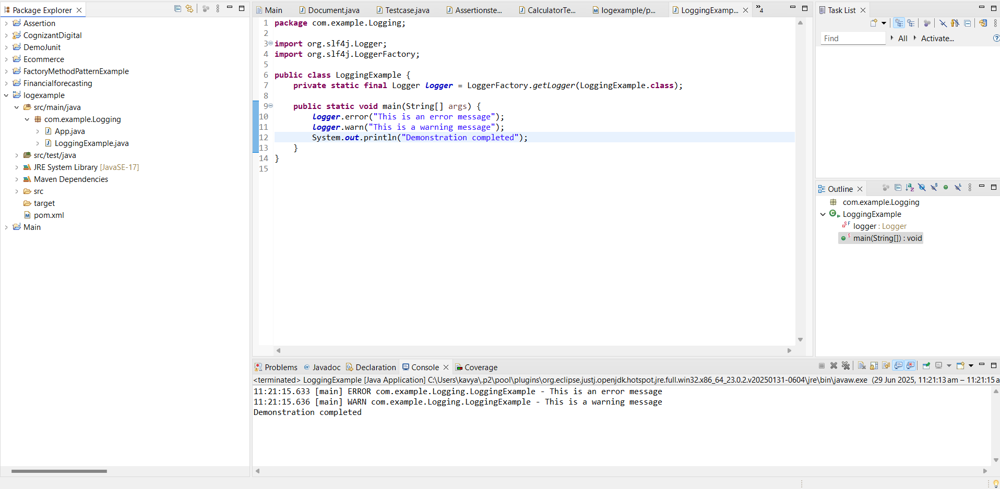 Package Explorer
Assertion
CognizantDigital
DemoJunit
Ecommerce
FactoryMethodPatternExample
Financialforecasting
logexample
src/main/java
com.example.Logging
App.java
LoggingExample.java
src/test/java
JRE System Library [JavaSE-17]
Maven Dependencies
src
target
pom.xml
Main
Main Document.java Testcase.java Assertionste... CalculatorTe... logexample/p... LoggingExamp... »4
1 package com.example.Logging;
2
3 import org.slf4j.Logger;
4 import org.slf4j.LoggerFactory;
5
6 public class LoggingExample {
7 private static final Logger logger = LoggerFactory.getLogger(LoggingExample.class);
8
9 public static void main(String[] args) {
10 logger.error("This is an error message");
11 logger.warn("This is a warning message");
12 System.out.println("Demonstration completed");
13 }
14 }
15
Task List
Find All Activate...
Outline
com.example.Logging
LoggingExample
logger : Logger
main(String[]) : void
Problems Javadoc Declaration Console Coverage
<terminated> LoggingExample [Java Application] C:\Users\kavya\.p2\pool\plugins\org.eclipse.justj.openjdk.hotspot.jre.full.win32.x86_64_23.0.2.v20250131-0604\jre\bin\javaw.exe (29 Jun 2025, 11:21:13 am – 11:21:15 a
11:21:15.633 [main] ERROR com.example.Logging.LoggingExample - This is an error message
11:21:15.636 [main] WARN com.example.Logging.LoggingExample - This is a warning message
Demonstration completed